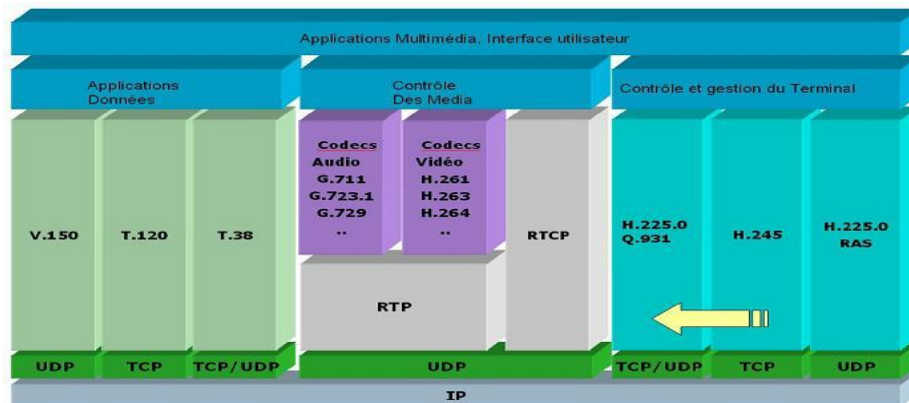 Applications Multimédia, Interface utilisateur
Applications
Données
Contrôle
Des Media
Contrôle et gestion du Terminal
V.150
T.120
T.38
Codecs
Audio
G.711
G.723.1
G.729
..
Codecs
Vidéo
H.261
H.263
H.264
..
RTP
RTCP
H.225.0
Q.931
H.245
H.225.0
RAS
UDP
TCP
TCP/UDP
UDP
TCP/UDP
TCP
UDP
IP